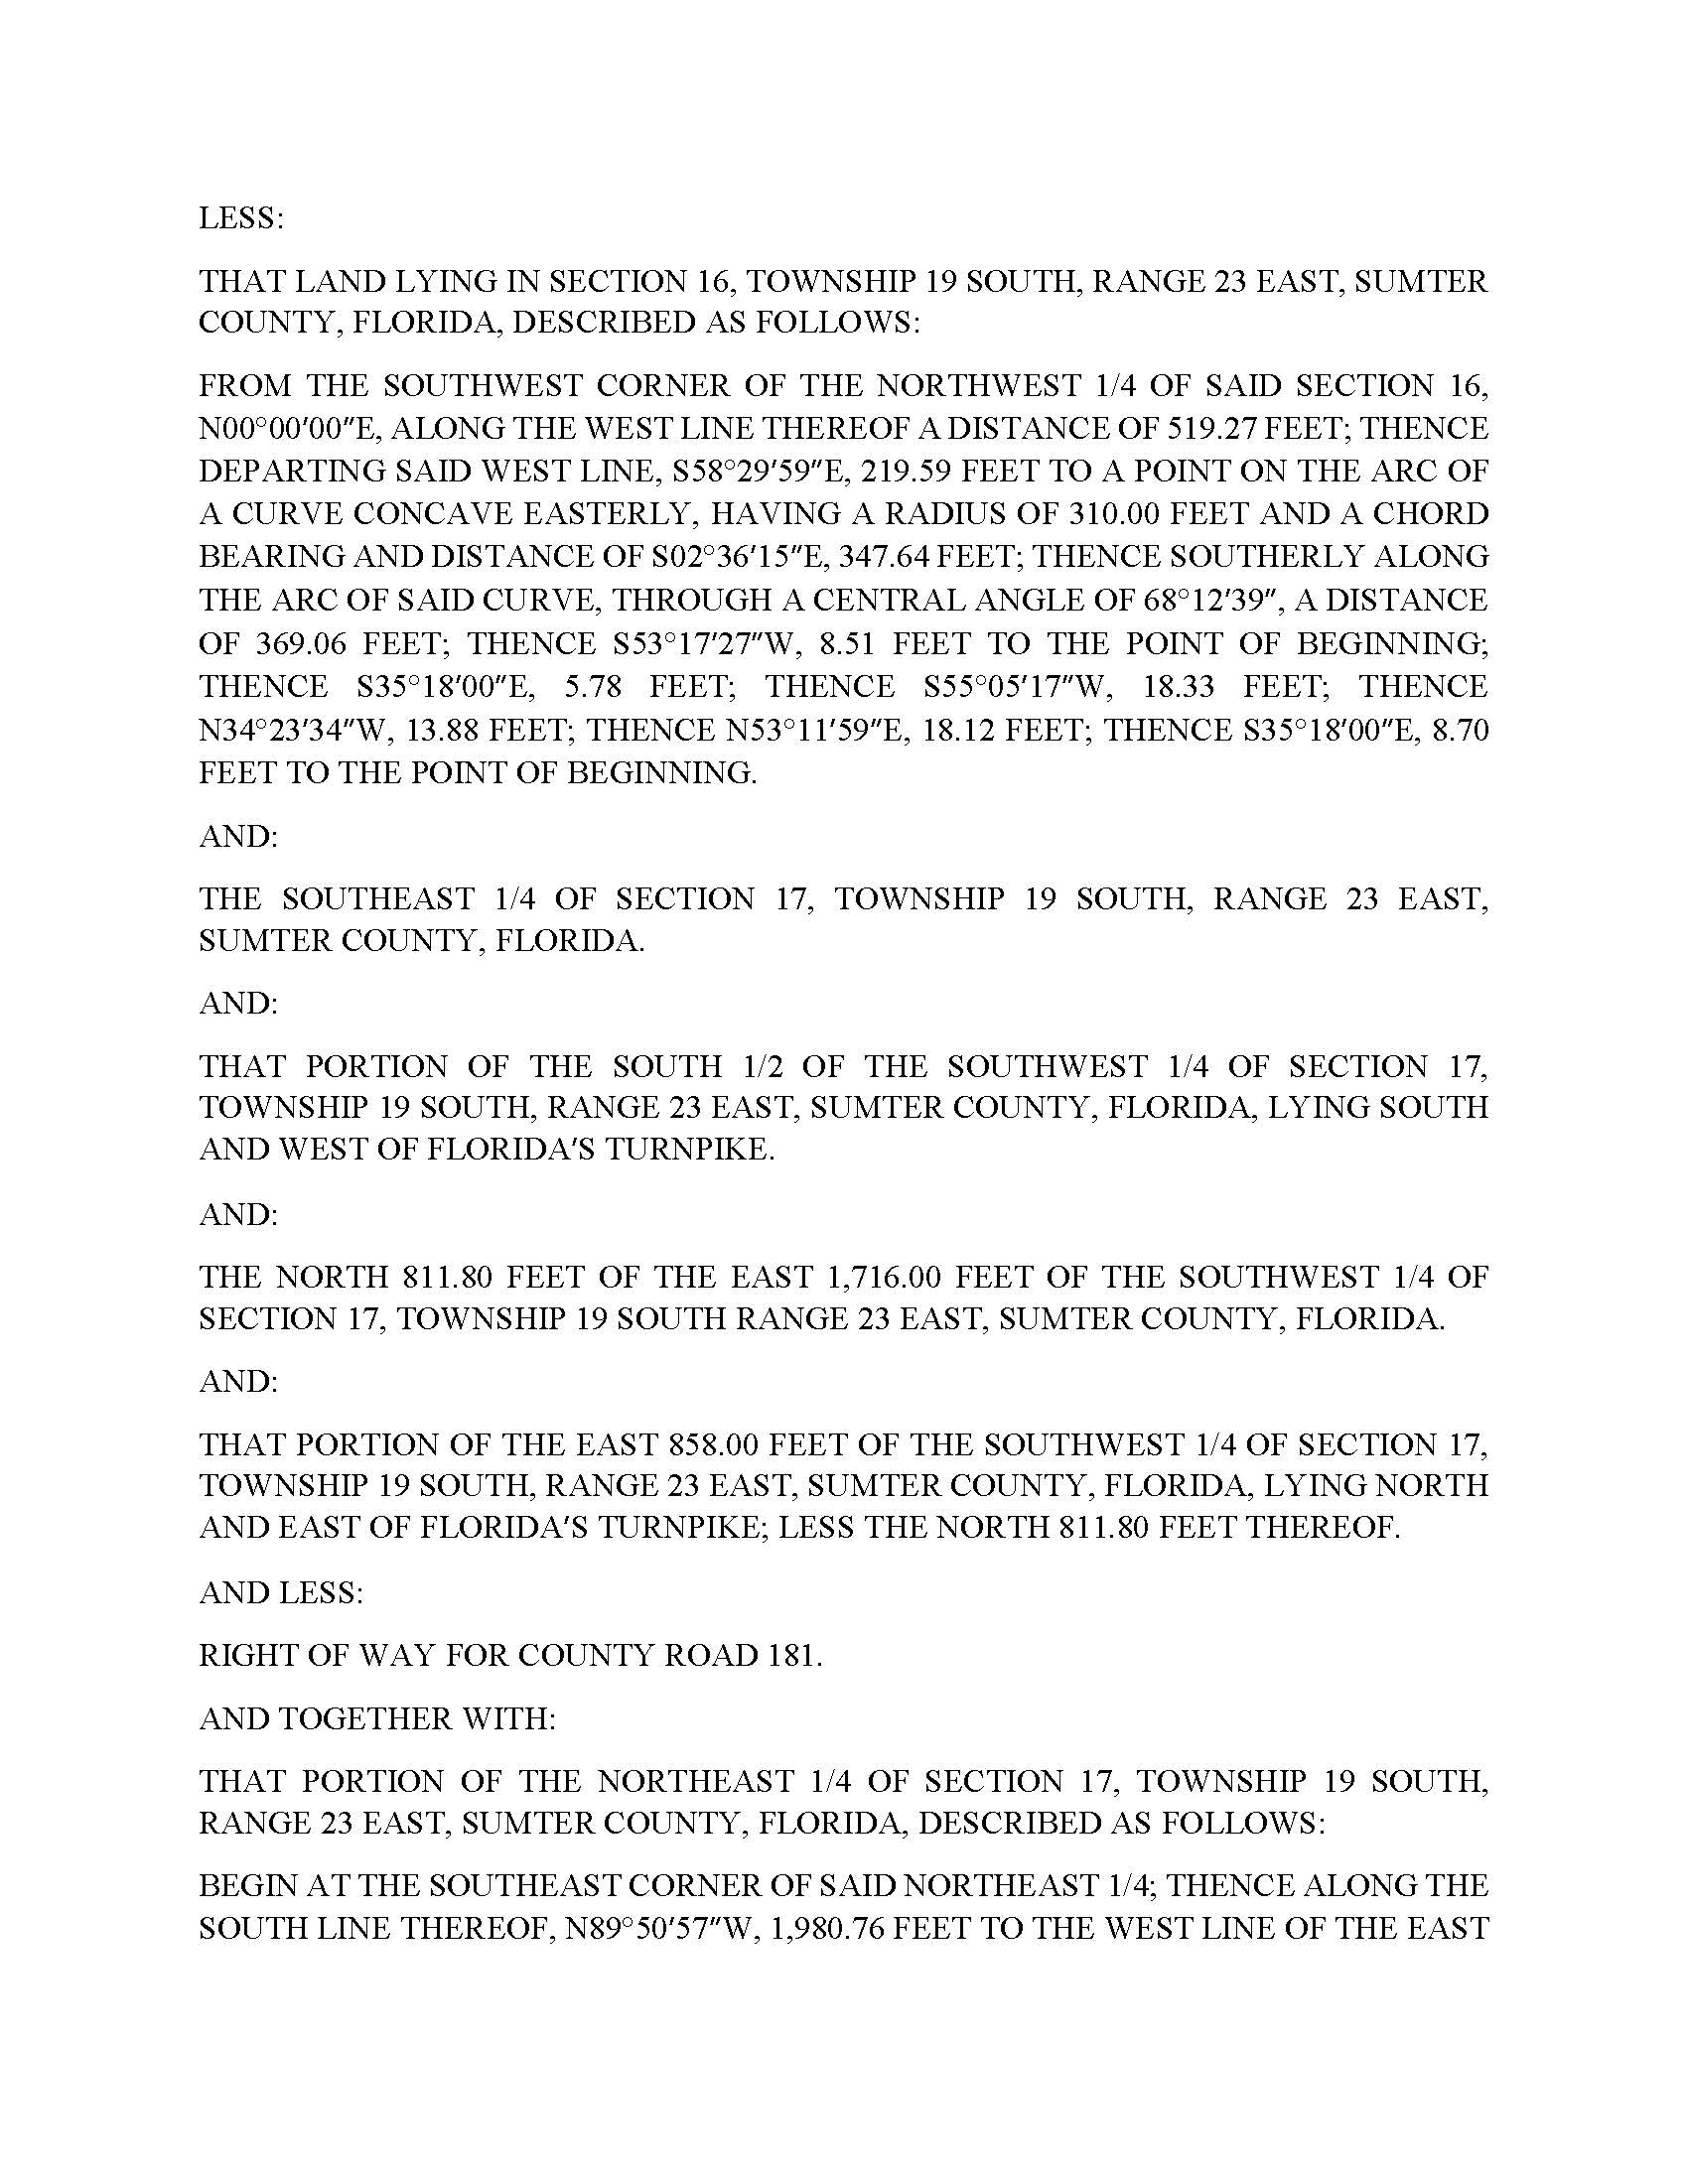 LESS:
THAT LAND LYING IN SECTION 16, TOWNSHIP 19 SOUTH, RANGE 23 EAST, SUMTER
COUNTY, FLORIDA, DESCRIBED AS FOLLOWS:
FROM THE SOUTHWEST CORNER OF THE NORTHWEST 1/4 OF SAID SECTION 16,
N00°00′00″E, ALONG THE WEST LINE THEREOF A DISTANCE OF 519.27 FEET; THENCE
DEPARTING SAID WEST LINE, S58°29′59″E, 219.59 FEET TO A POINT ON THE ARC OF
A CURVE CONCAVE EASTERLY, HAVING A RADIUS OF 310.00 FEET AND A CHORD
BEARING AND DISTANCE OF S02°36′15″E, 347.64 FEET; THENCE SOUTHERLY ALONG
THE ARC OF SAID CURVE, THROUGH A CENTRAL ANGLE OF 68°12′39″, A DISTANCE
OF 369.06 FEET; THENCE S53°17′27″W, 8.51 FEET TO THE POINT OF BEGINNING;
THENCE S35°18′00″E, 5.78 FEET; THENCE S55°05′17″W, 18.33 FEET; THENCE
N34°23′34″W, 13.88 FEET; THENCE N53°11′59″E, 18.12 FEET; THENCE S35°18′00″E, 8.70
FEET TO THE POINT OF BEGINNING.
AND:
THE SOUTHEAST 1/4 OF SECTION 17, TOWNSHIP 19 SOUTH, RANGE 23 EAST,
SUMTER COUNTY, FLORIDA.
AND:
THAT PORTION OF THE SOUTH 1/2 OF THE SOUTHWEST 1/4 OF SECTION 17,
TOWNSHIP 19 SOUTH, RANGE 23 EAST, SUMTER COUNTY, FLORIDA, LYING SOUTH
AND WEST OF FLORIDA′S TURNPIKE.
AND:
THE NORTH 811.80 FEET OF THE EAST 1,716.00 FEET OF THE SOUTHWEST 1/4 OF
SECTION 17, TOWNSHIP 19 SOUTH RANGE 23 EAST, SUMTER COUNTY, FLORIDA.
AND:
THAT PORTION OF THE EAST 858.00 FEET OF THE SOUTHWEST 1/4 OF SECTION 17,
TOWNSHIP 19 SOUTH, RANGE 23 EAST, SUMTER COUNTY, FLORIDA, LYING NORTH
AND EAST OF FLORIDA′S TURNPIKE; LESS THE NORTH 811.80 FEET THEREOF.
AND LESS:
RIGHT OF WAY FOR COUNTY ROAD 181.
AND TOGETHER WITH:
THAT PORTION OF THE NORTHEAST 1/4 OF SECTION 17, TOWNSHIP 19 SOUTH,
RANGE 23 EAST, SUMTER COUNTY, FLORIDA, DESCRIBED AS FOLLOWS:
BEGIN AT THE SOUTHEAST CORNER OF SAID NORTHEAST 1/4; THENCE ALONG THE
SOUTH LINE THEREOF, N89°50′57″W, 1,980.76 FEET TO THE WEST LINE OF THE EAST